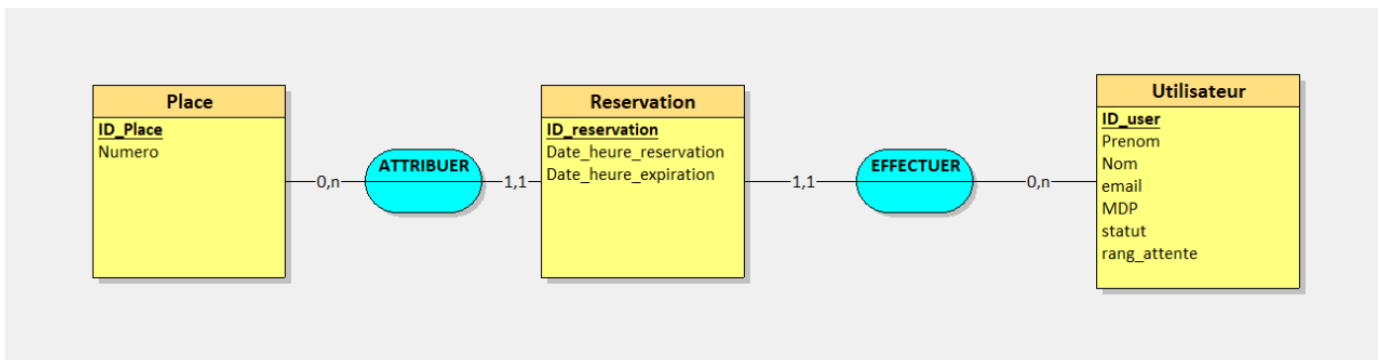 Place
ID_Place
Numero
0,n
ATTRIBUER
1,1
Reservation
ID_reservation
Date_heure_reservation
Date_heure_expiration
1,1
EFFECTUER
0,n
Utilisateur
ID_user
Prenom
Nom
email
MDP
statut
rang_attente